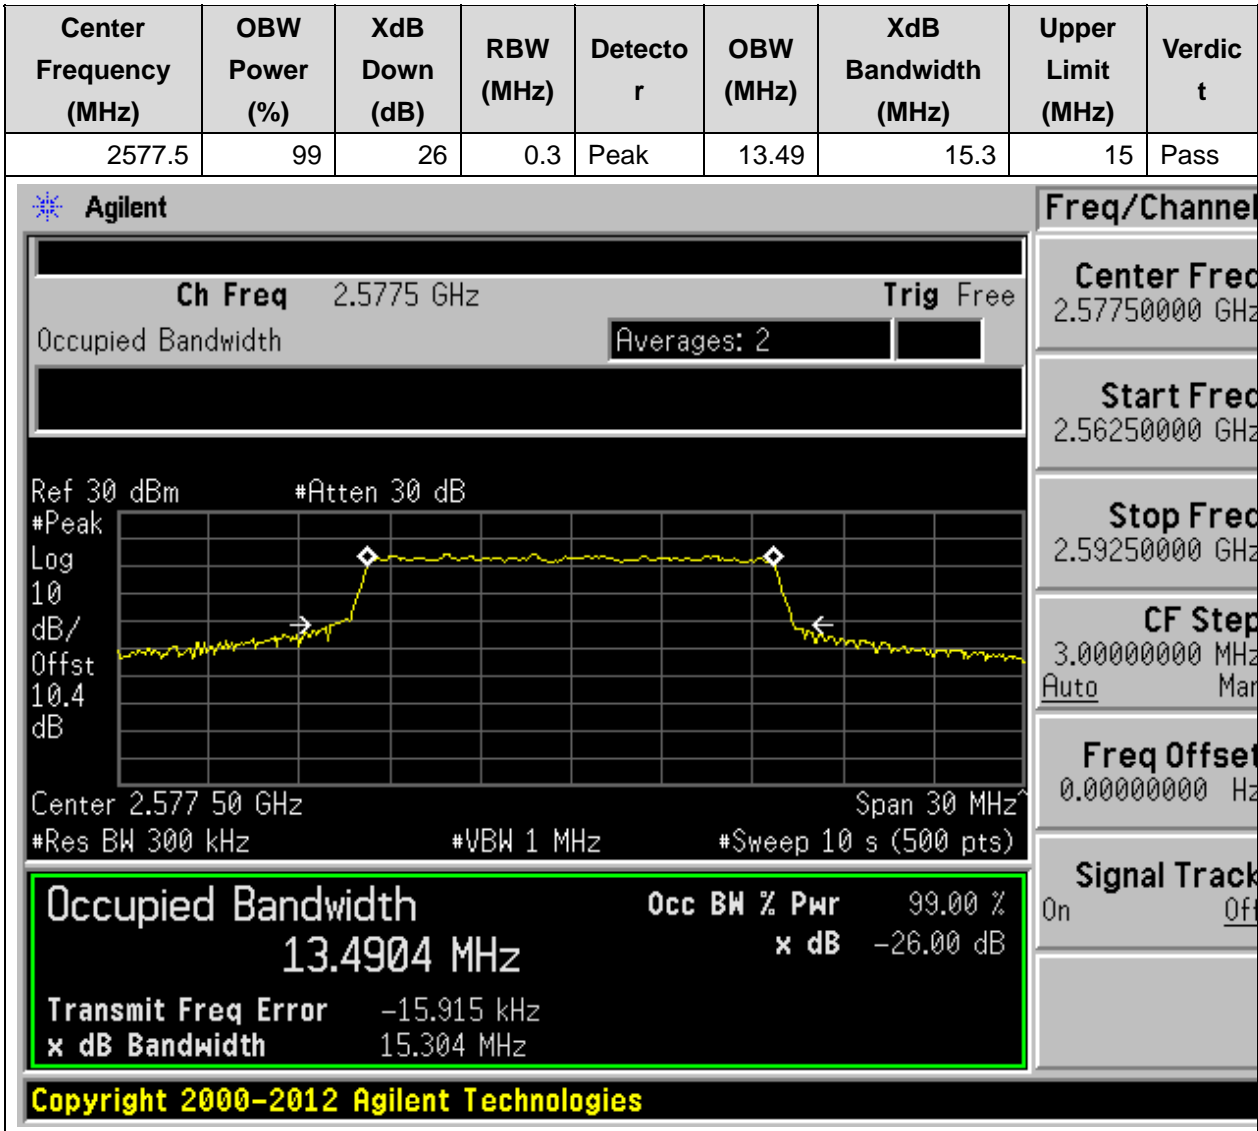 Center Frequency (MHz) OBW Power (%) XdB Down (dB) RBW (MHz) Detector OBW (MHz) XdB Bandwidth (MHz) Upper Limit (MHz) Verdict
2577.5 99 26 0.3 Peak 13.49 15.3 15 Pass
Agilent Freq/Channel
Ch Freq 2.5775 GHz Trig Free
Occupied Bandwidth Averages: 2
Center Freq
2.57750000 GHz
Start Freq
2.56250000 GHz
Stop Freq
2.59250000 GHz
CF Step
3.00000000 MHz
Auto Man
Freq Offset
0.00000000 Hz
Signal Track
On Off
Ref 30 dBm #Atten 30 dB
#Peak
Log
10
dB/
Offst
10.4
dB
Center 2.577 50 GHz Span 30 MHz^
#Res BW 300 kHz #VBW 1 MHz #Sweep 10 s (500 pts)
Occupied Bandwidth Occ BW % Pwr 99.00 %
13.4904 MHz x dB -26.00 dB
Transmit Freq Error -15.915 kHz
x dB Bandwidth 15.304 MHz
Copyright 2000-2012 Agilent Technologies